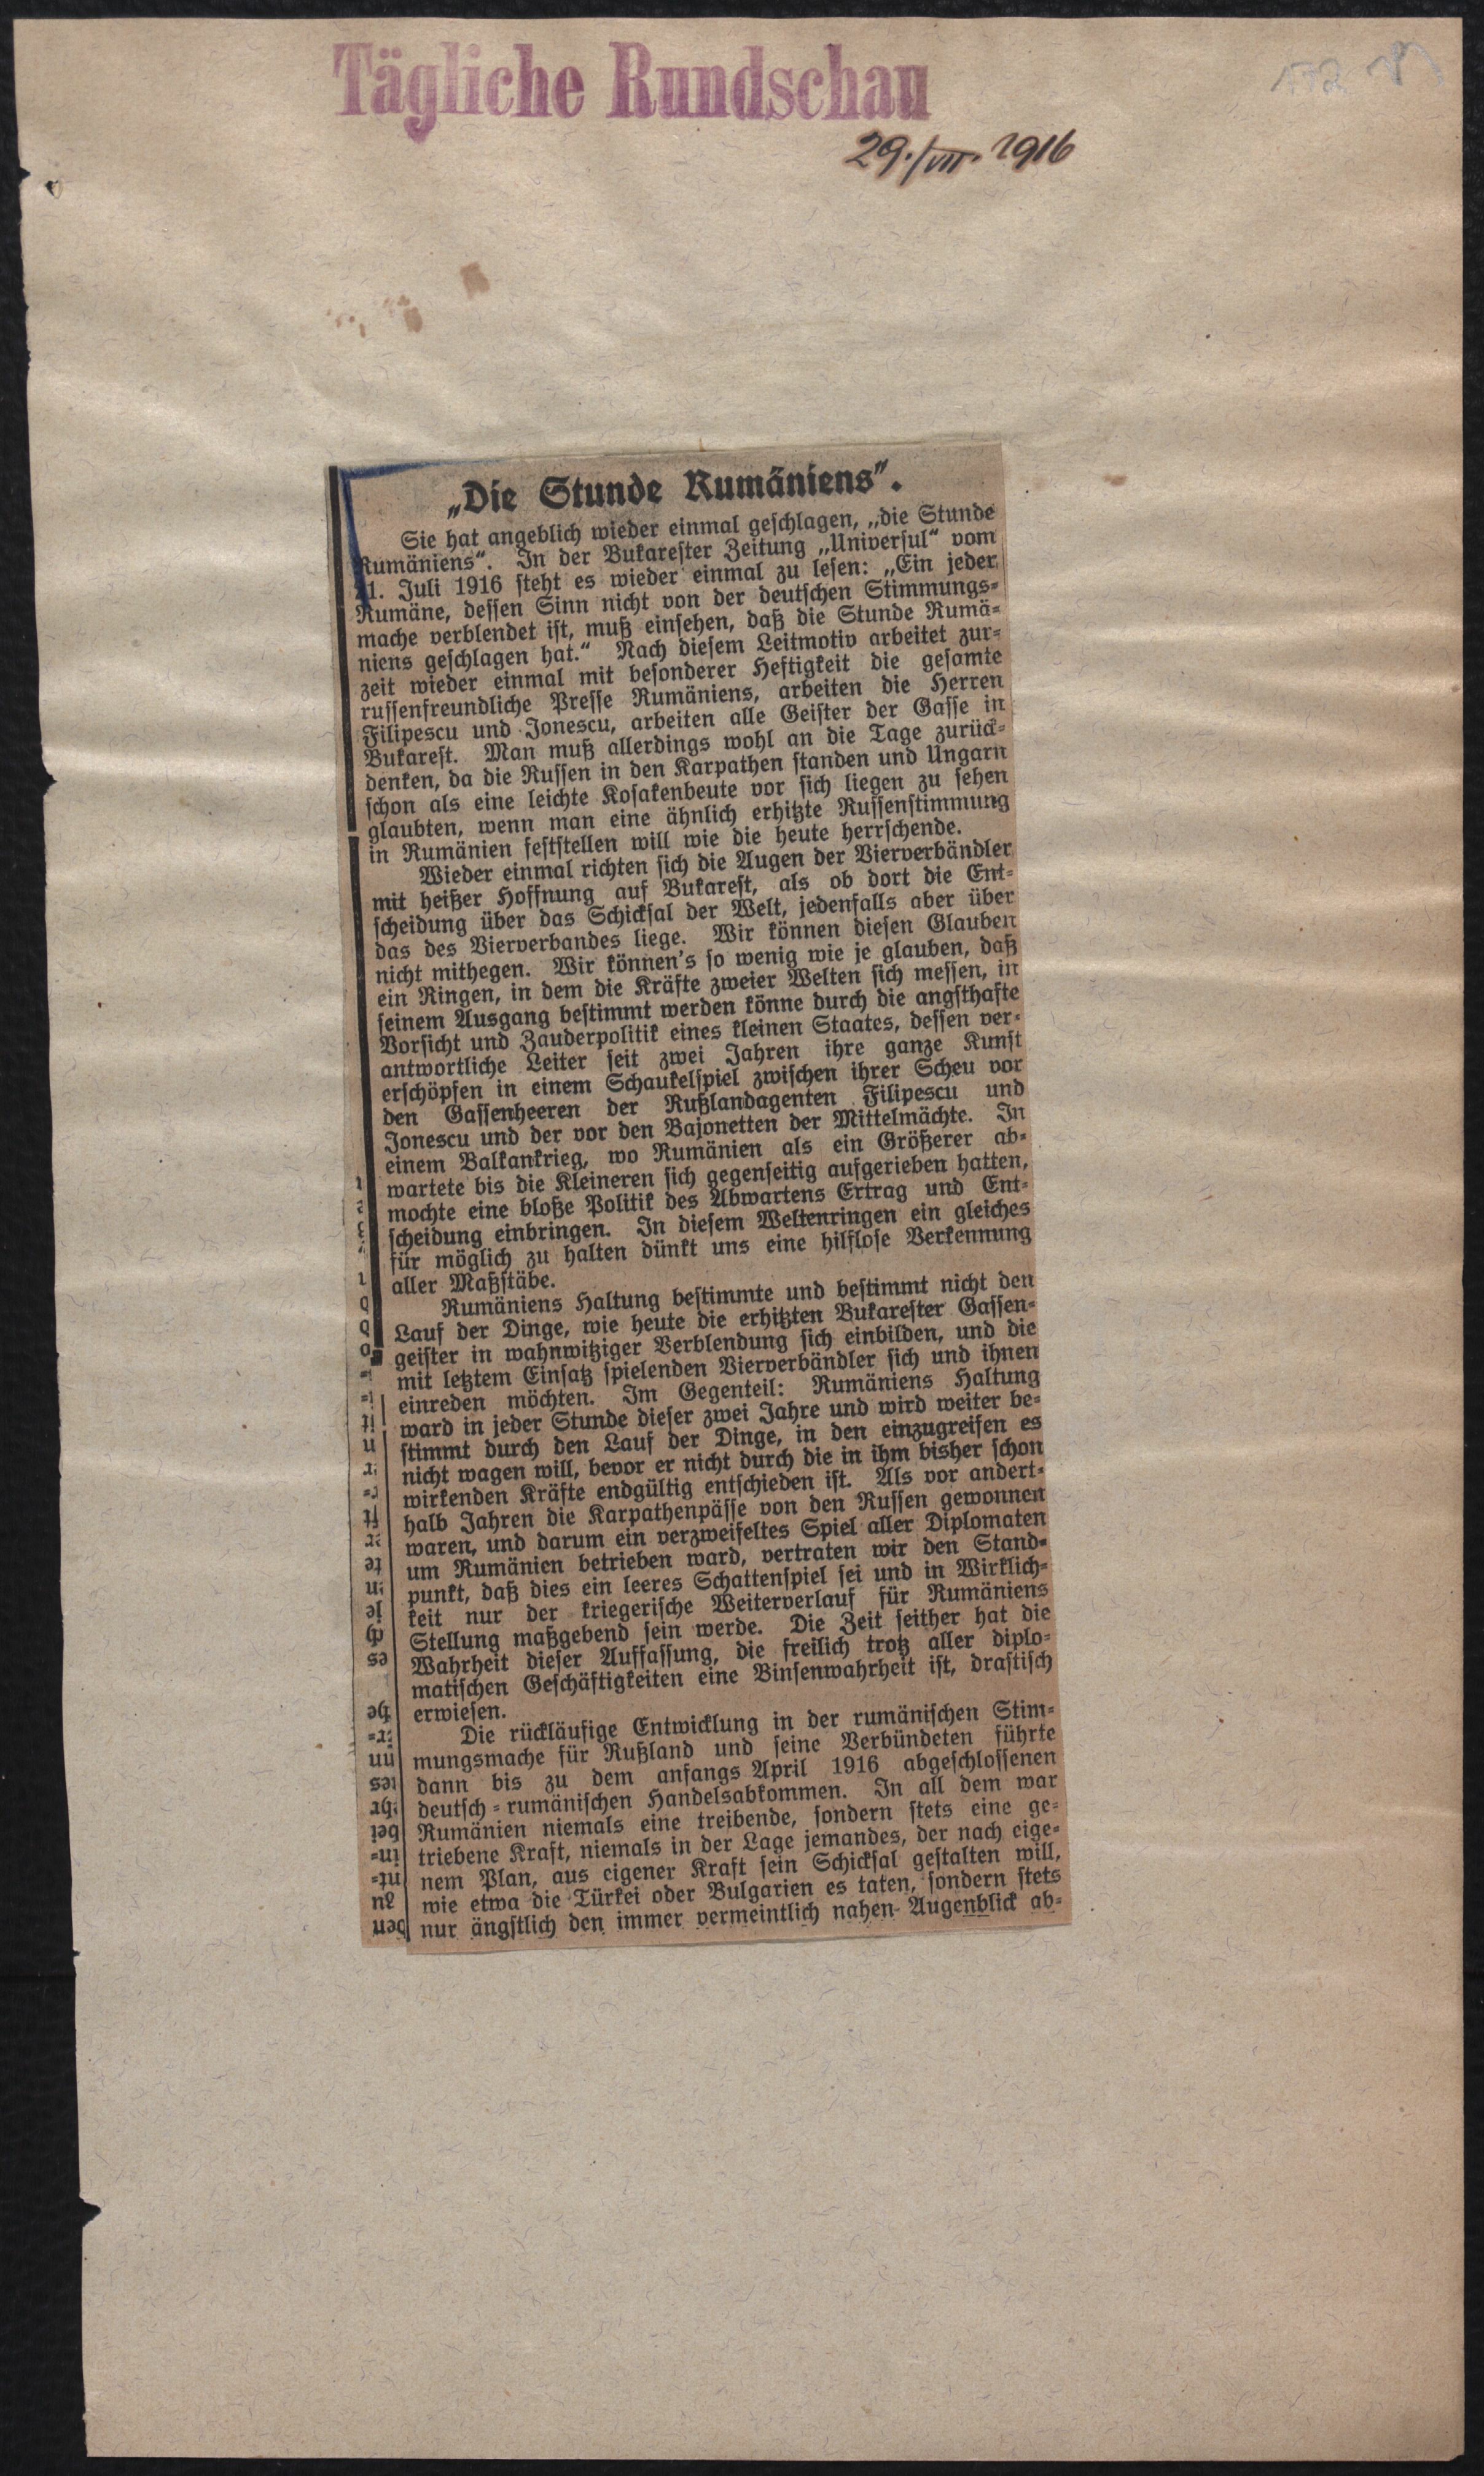 Tägliche Rundschau
29./VII. 1916
„Die Stunde Rumäniens“.
Sie hat angeblich wieder einmal geschlagen, „die Stunde
Rumäniens“. In der Bukarester Zeitung „Universul“ vom
1. Juli 1916 steht es wieder einmal zu lesen: „Ein jeder
Rumäne, dessen Sinn nicht von der deutschen Stimmungs-
mache verblendet ist, muß einsehen, daß die Stunde Rumä-
niens geschlagen hat.“ Nach diesem Leitmotiv arbeitet zur-
zeit wieder einmal mit besonderer Heftigkeit die gesamte
russenfreundliche Presse Rumäniens, arbeiten die Herren
Filipescu und Jonescu, arbeiten alle Geister der Gasse in
Bukarest. Man muß allerdings wohl an die Tage zurück-
denken, da die Russen in den Karpathen standen und Ungarn
schon als eine leichte Kosakenbeute vor sich liegen zu sehen
glaubten, wenn man eine ähnlich erhitzte Russenstimmung
in Rumänien feststellen will wie die heute herrschende.
Wieder einmal richten sich die Augen der Vierverbändler
mit heißer Hoffnung auf Bukarest, als ob dort die Ent-
scheidung über das Schicksal der Welt, jedenfalls aber über
das des Vierverbandes liege. Wir können diesen Glauben
nicht mithegen. Wir können's so wenig wie je glauben, daß
ein Ringen, in dem die Kräfte zweier Welten sich messen, in
seinem Ausgang bestimmt werden könne durch die angsthafte
Vorsicht und Zauderpolitik eines kleinen Staates, dessen ver-
antwortliche Leiter seit zwei Jahren ihre ganze Kunst
erschöpfen in einem Schaukelspiel zwischen ihrer Scheu vor
den Gassenheeren der Rußlandagenten Filipescu und
Jonescu und der vor den Bajonetten der Mittelmächte. In
einem Balkankrieg, wo Rumänien als ein Größerer ab-
wartete bis die Kleineren sich gegenseitig aufgerieben hatten,
mochte eine bloße Politik des Abwartens Ertrag und Ent-
scheidung einbringen. In diesem Weltenringen ein gleiches
für möglich zu halten dünkt uns eine hilflose Verkennung
aller Maßstäbe.
Rumäniens Haltung bestimmte und bestimmt nicht den
Lauf der Dinge, wie heute die erhitzten Bukarester Gassen-
geister in wahnwitziger Verblendung sich einbilden, und die
mit letztem Einsatz spielenden Vierverbändler sich und ihnen
einreden möchten. Im Gegenteil: Rumäniens Haltung
ward in jeder Stunde dieser zwei Jahre und wird weiter be-
stimmt durch den Lauf der Dinge, in den einzugreifen es
nicht wagen will, bevor er nicht durch die in ihm bisher schon
wirkenden Kräfte endgültig entschieden ist. Als vor andert-
halb Jahren die Karpathenpässe von den Russen gewonnen
waren, und darum ein verzweifeltes Spiel aller Diplomaten
um Rumänien betrieben ward, vertraten wir den Stand-
punkt, daß dies ein leeres Schattenspiel sei und in Wirklich-
keit nur der kriegerische Weiterverlauf für Rumäniens
Stellung maßgebend sein werde. Die Zeit seither hat die
Wahrheit dieser Auffassung, die freilich trotz aller diplo-
matischen Geschäftigkeiten eine Binsenwahrheit ist, drastisch
erwiesen.
Die rückläufige Entwicklung in der rumänischen Stim-
mungsmache für Rußland und seine Verbündeten führte
dann bis zu dem anfangs April 1916 abgeschlossenen
deutsch-rumänischen Handelsabkommen. In all dem war
Rumänien niemals eine treibende, sondern stets eine ge-
triebene Kraft, niemals in der Lage jemandes, der nach eige-
nem Plan, aus eigener Kraft sein Schicksal gestalten will,
wie etwa die Türkei oder Bulgarien es taten, sondern stets
nur ängstlich den immer vermeintlich nahen Augenblick ab-